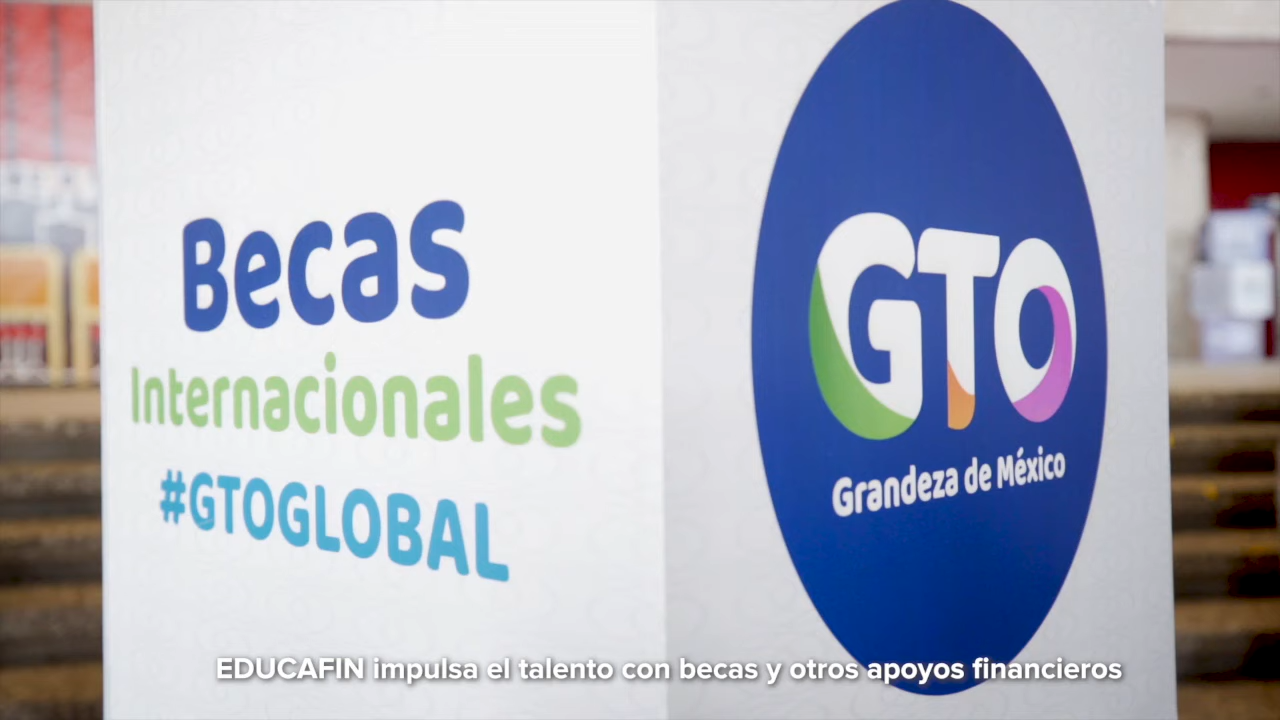 Becas
Internacionales
#GTOGLOBAL
GTO
Grandeza de México
EDUCAFIN impulsa el talento con becas y otros apoyos financieros